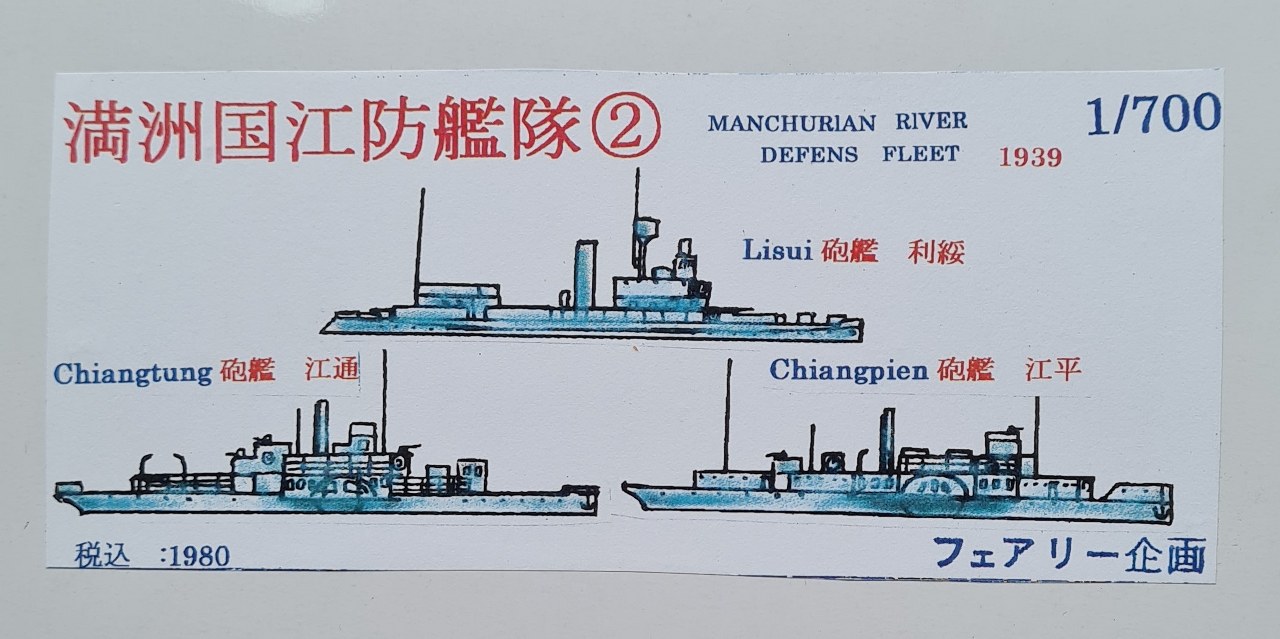 満洲国江防艦隊②
MANCHURIAN RIVER
DEFENS FLEET 1939
1/700
Lisui 砲艦 利綏
Chiangtung 砲艦 江通
Chiangpien 砲艦 江平
税込 :1980
フェアリー企画